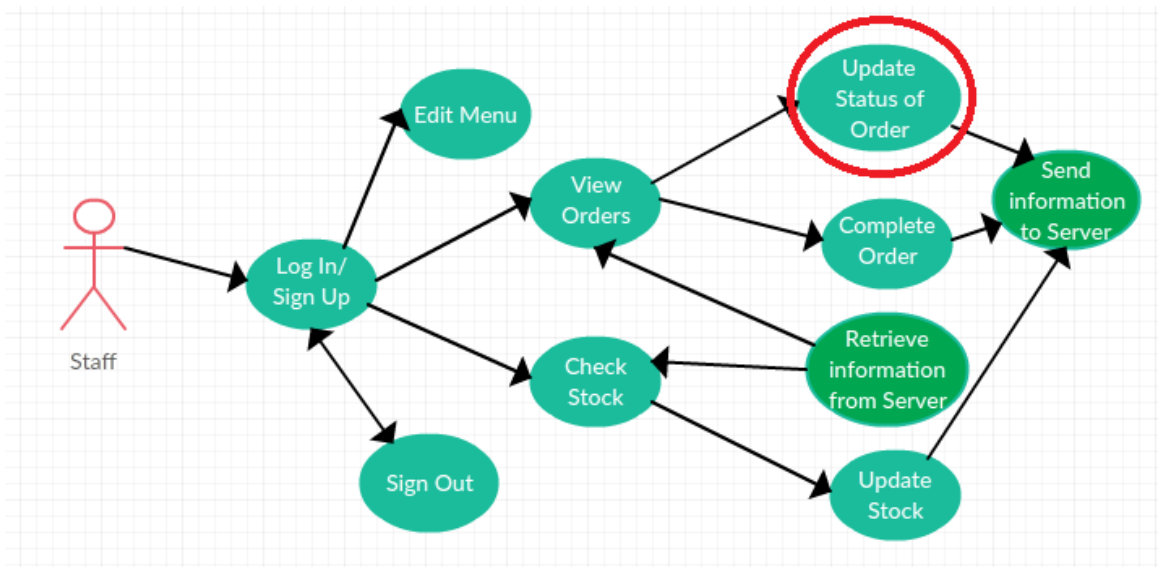 Update
Status of
Order
Edit Menu
Send
information
to Server
View
Orders
Complete
Order
Log In/
Sign Up
Staff
Retrieve
information
from Server
Check
Stock
Sign Out
Update
Stock